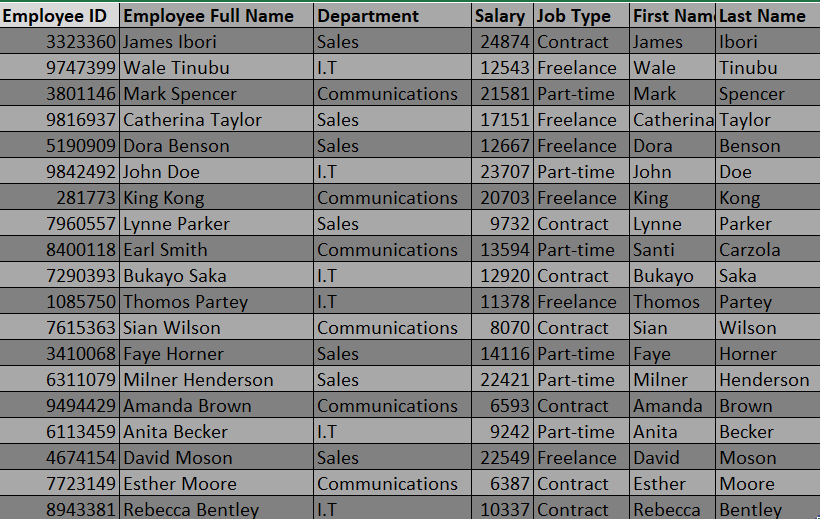 Employee ID Employee Full Name Department Salary Job Type First Nam Last Name
3323360 James Ibori Sales 24874 Contract James Ibori
9747399 Wale Tinubu I.T 12543 Freelance Wale Tinubu
3801146 Mark Spencer Communications 21581 Part-time Mark Spencer
9816937 Catherina Taylor Sales 17151 Freelance Catherina Taylor
5190909 Dora Benson Sales 12667 Freelance Dora Benson
9842492 John Doe I.T 23707 Part-time John Doe
281773 King Kong Communications 20703 Freelance King Kong
7960557 Lynne Parker Sales 9732 Contract Lynne Parker
8400118 Earl Smith Communications 13594 Part-time Santi Carzola
7290393 Bukayo Saka I.T 12920 Contract Bukayo Saka
1085750 Thomos Partey I.T 11378 Freelance Thomos Partey
7615363 Sian Wilson Communications 8070 Contract Sian Wilson
3410068 Faye Horner Sales 14116 Part-time Faye Horner
6311079 Milner Henderson Sales 22421 Part-time Milner Henderson
9494429 Amanda Brown Communications 6593 Contract Amanda Brown
6113459 Anita Becker I.T 9242 Part-time Anita Becker
4674154 David Moson Sales 22549 Freelance David Moson
7723149 Esther Moore Communications 6387 Contract Esther Moore
8943381 Rebecca Bentley I.T 10337 Contract Rebecca Bentley